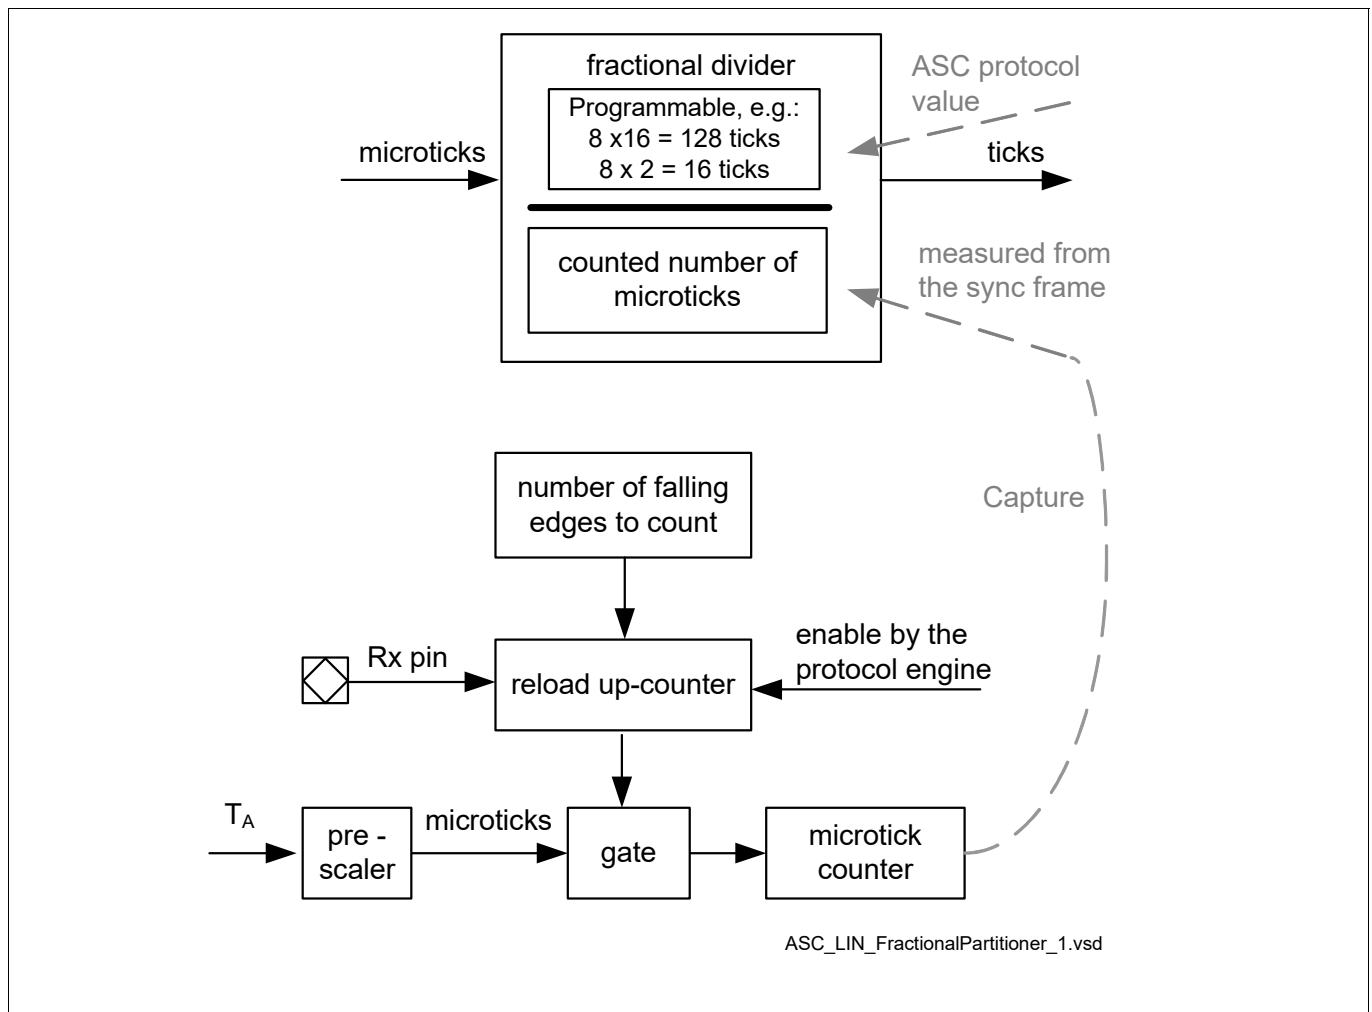 fractional divider
Programmable, e.g.:
8 x16 = 128 ticks
8 x 2 = 16 ticks
ASC protocol
value
microticks
ticks
counted number of
microticks
measured from
the sync frame
number of falling
edges to count
Capture
Rx pin
reload up-counter
enable by the
protocol engine
TA
pre -
scaler
microticks
gate
microtick
counter
ASC_LIN_FractionalPartitioner_1.vsd